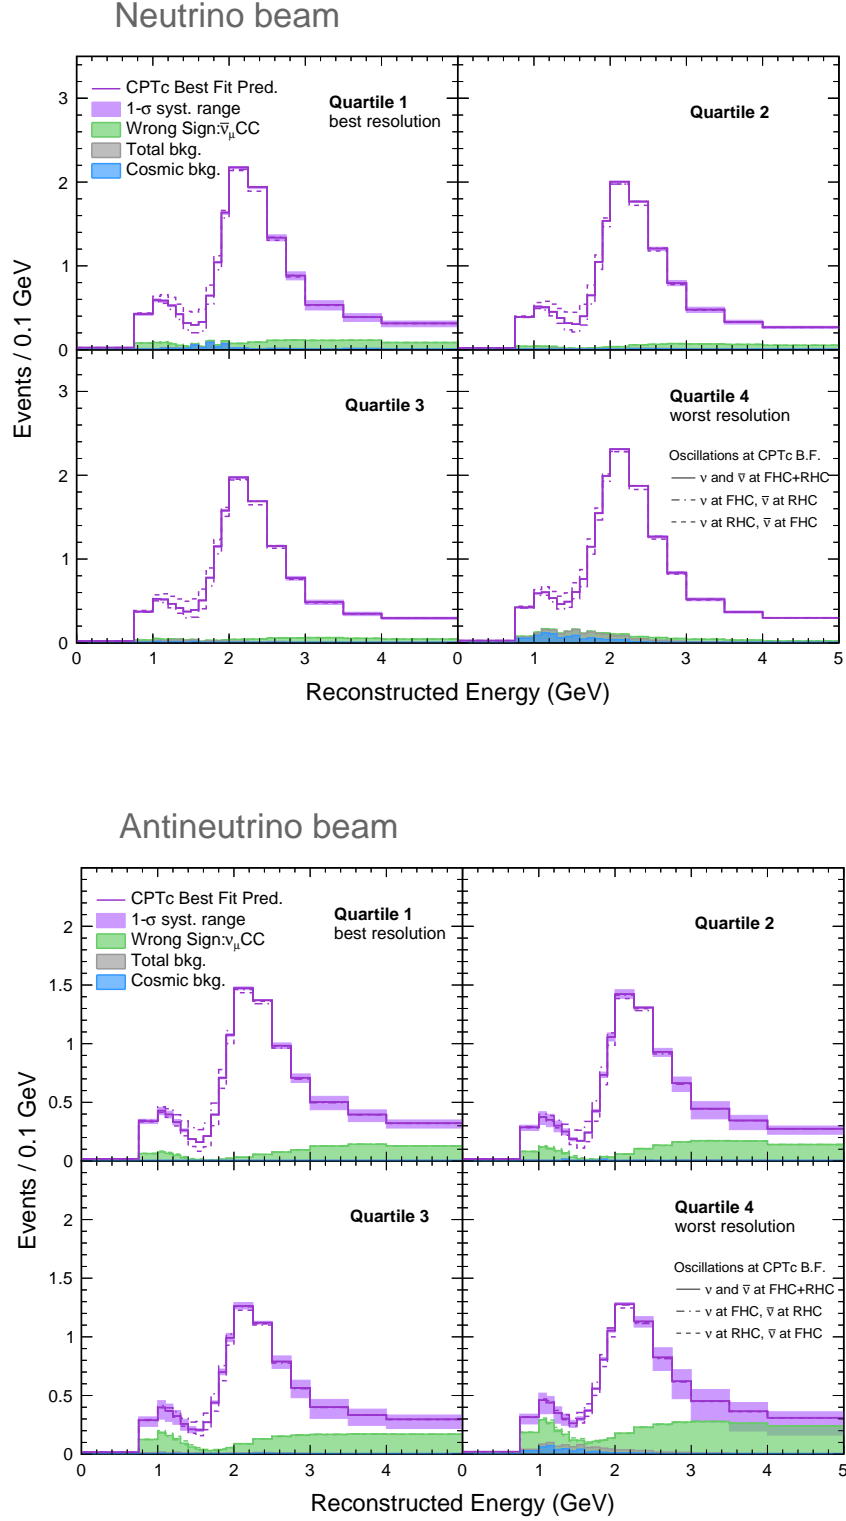 Neutrino beam
CPTc Best Fit Pred.
1-σ syst. range
Wrong Sign:ν̅μCC
Total bkg.
Cosmic bkg.
Quartile 1
best resolution
Quartile 2
3
2
1
0
Quartile 3
Quartile 4
worst resolution
Oscillations at CPTc B.F.
ν and ν̅ at FHC+RHC
ν at FHC, ν̅ at RHC
ν at RHC, ν̅ at FHC
3
2
1
0
0 1 2 3 4 0 1 2 3 4 5
Events / 0.1 GeV
Reconstructed Energy (GeV)
Antineutrino beam
CPTc Best Fit Pred.
1-σ syst. range
Wrong Sign:νμCC
Total bkg.
Cosmic bkg.
Quartile 1
best resolution
Quartile 2
2
1.5
1
0.5
0
Quartile 3
Quartile 4
worst resolution
Oscillations at CPTc B.F.
ν and ν̅ at FHC+RHC
ν at FHC, ν̅ at RHC
ν at RHC, ν̅ at FHC
2
1.5
1
0.5
0
0 1 2 3 4 0 1 2 3 4 5
Events / 0.1 GeV
Reconstructed Energy (GeV)